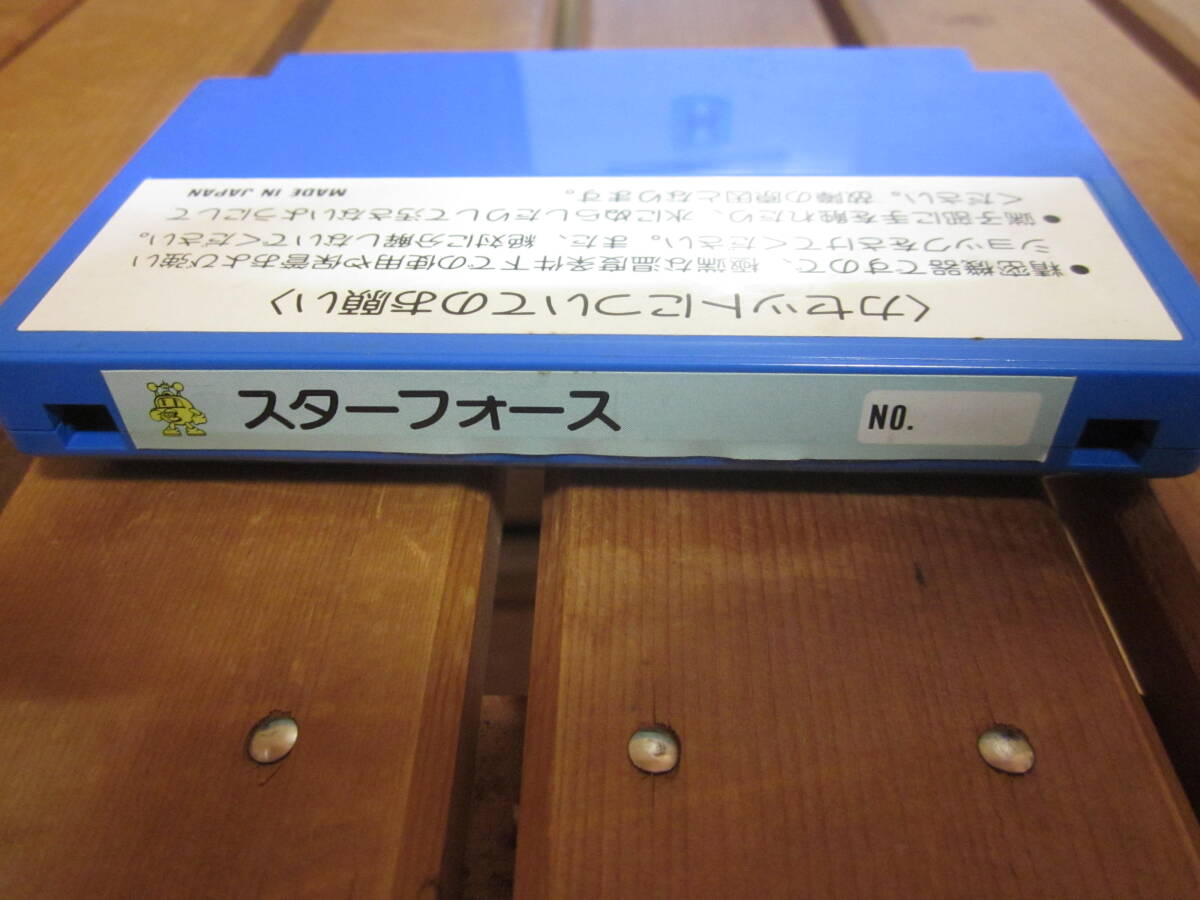 〈カセットについてのお願い〉
●精密機器ですので、極端な温度条件下での使用や保管および強い
ショックをさけてください。また、絶対に分解しないでください。
●端子部に手を触れたり、水にぬらしたりして汚さないようにして
ください。故障の原因となります。
MADE IN JAPAN
スターフォース
NO.
H